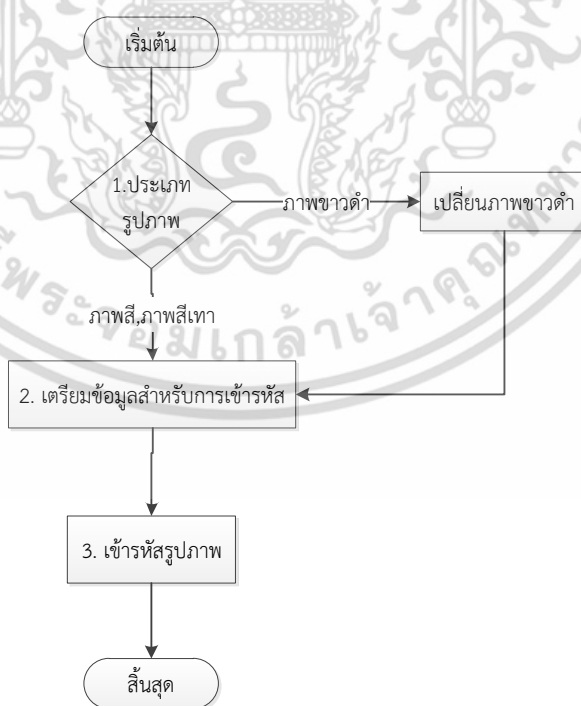 เริ่มต้น
1.ประเภท
รูปภาพ
ภาพขาวดำ
เปลี่ยนภาพขาวดำ
ภาพสี,ภาพสีเทา
2. เตรียมข้อมูลสำหรับการเข้ารหัส
3. เข้ารหัสรูปภาพ
สิ้นสุด